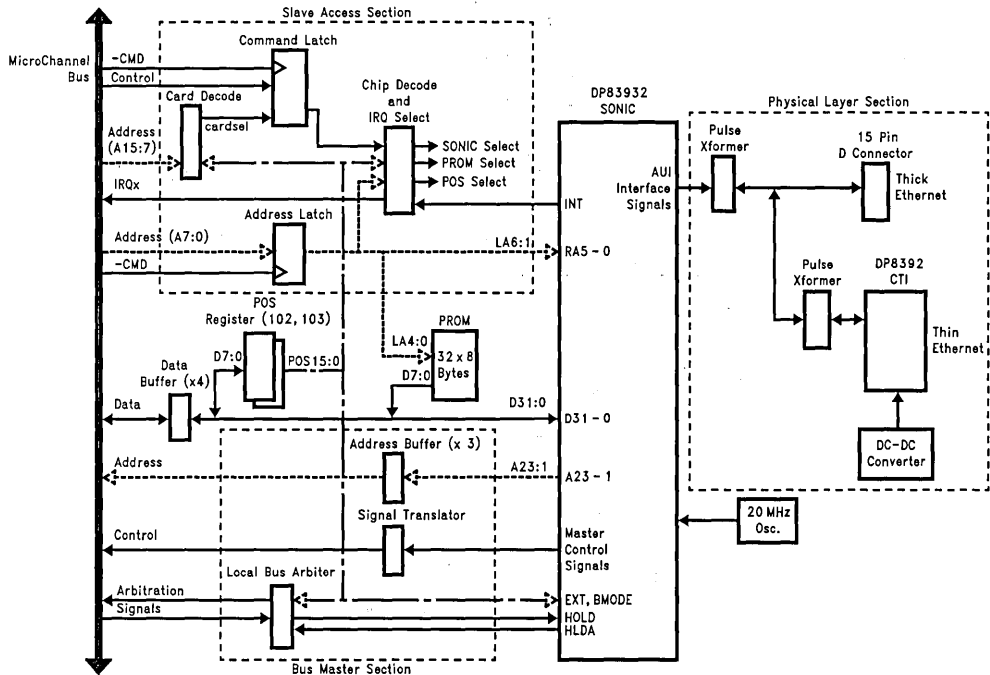 Slave Access Section
Command Latch
MicroChannel
Bus
-CMD
Control
Card Decode
cardsel
Chip Decode
and
IRQ Select
Address
(A15:7)
SONIC Select
PROM Select
POS Select
IRQx
INT
Address Latch
Address (A7:0)
LA6:1
RA5-0
-CMD
DP83932
SONIC
AUI
Interface
Signals
Physical Layer Section
Pulse
Xformer
15 Pin
D Connector
Thick
Ethernet
Pulse
Xformer
DP8392
CTI
Thin
Ethernet
DC-DC
Converter
POS
Register (102, 103)
D7:0
POS15:0
PROM
LA4:0
32 x 8
Bytes
D7:0
Data
Buffer (x4)
Data
D31:0
D31-0
Address Buffer (x 3)
Address
A23:1
A23-1
Signal Translator
Control
Master
Control
Signals
20 MHz
Osc.
Local Bus Arbiter
Arbitration
Signals
EXT, BMODE
HOLD
HLDA
Bus Master Section